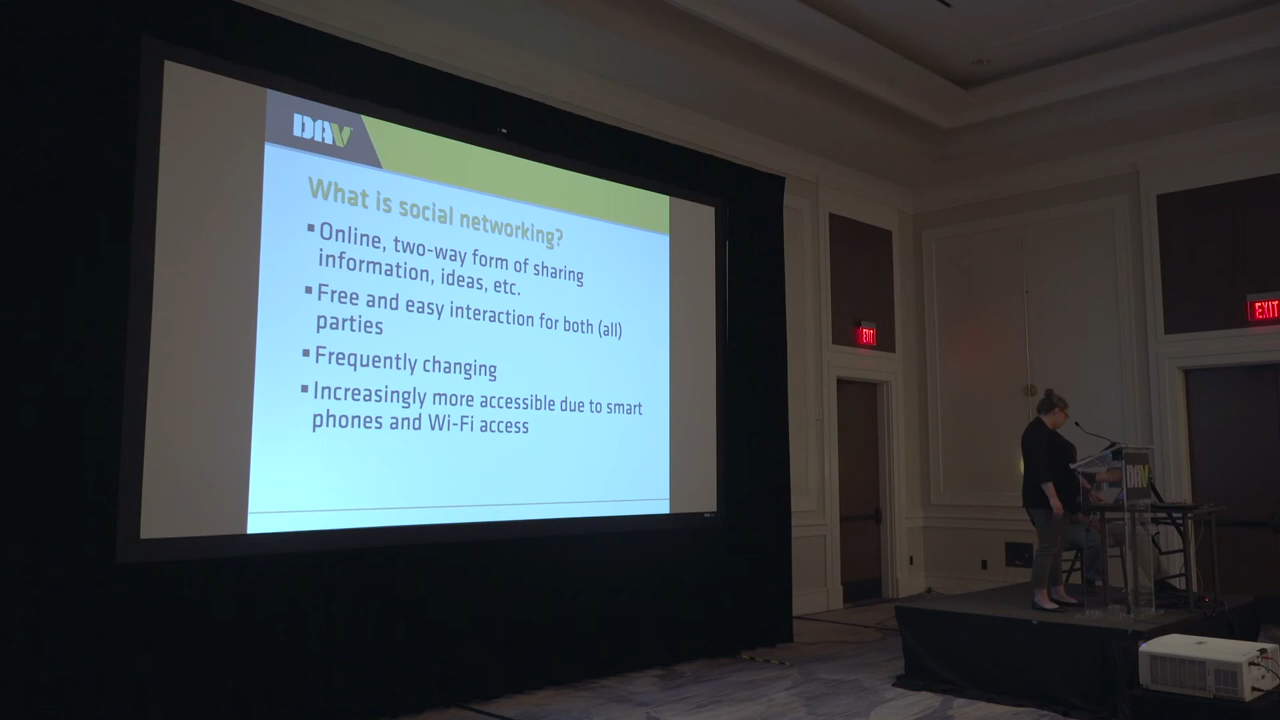 DAV
What is social networking?
▪Online, two-way form of sharing
information, ideas, etc.
▪Free and easy interaction for both (all)
parties
▪Frequently changing
▪Increasingly more accessible due to smart
phones and Wi-Fi access
EXIT
EXIT
DAV